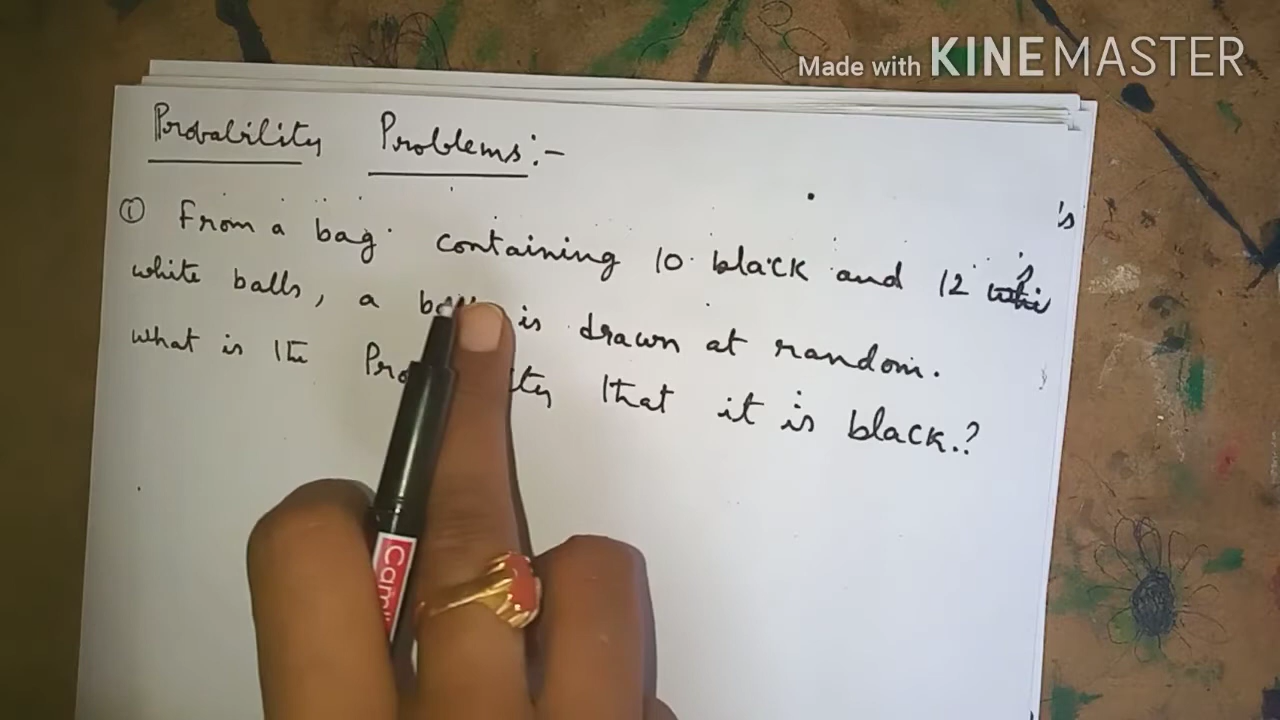 Made with KINEMASTER
Probability Problems:-
① From a bag containing 10 black and 12
white balls, a is drawn at random.
what is the that it is black.?
Cam